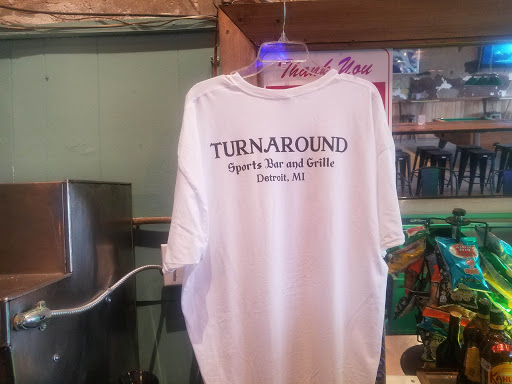 Thank You
TURNAROUND
Sports Bar and Grille
Detroit, MI